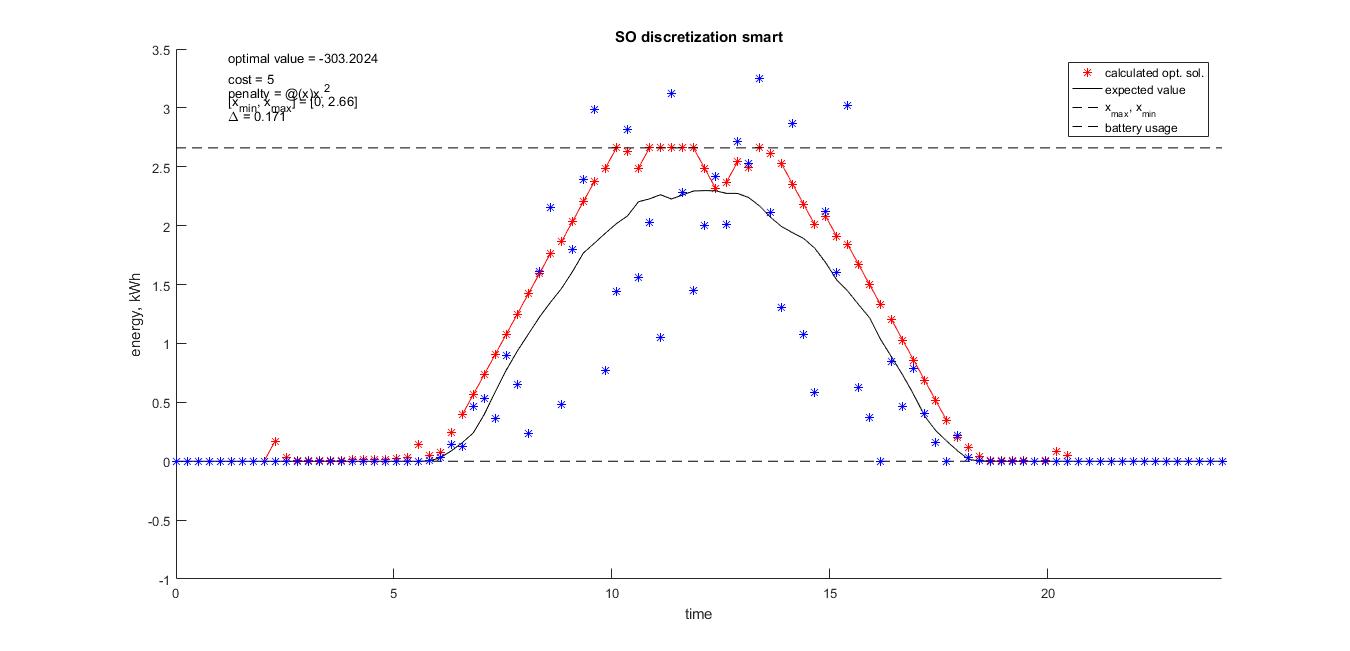 SO discretization smart
optimal value = -303.2024
cost = 5
penalty = @(x)x.^2
[x_min, x_max] = [0, 2.66]
Δ = 0.171
calculated opt. sol.
expected value
x_max, x_min
battery usage
3.5
3
2.5
2
1.5
1
0.5
0
-0.5
-1
energy, kWh
0 5 10 15 20
time